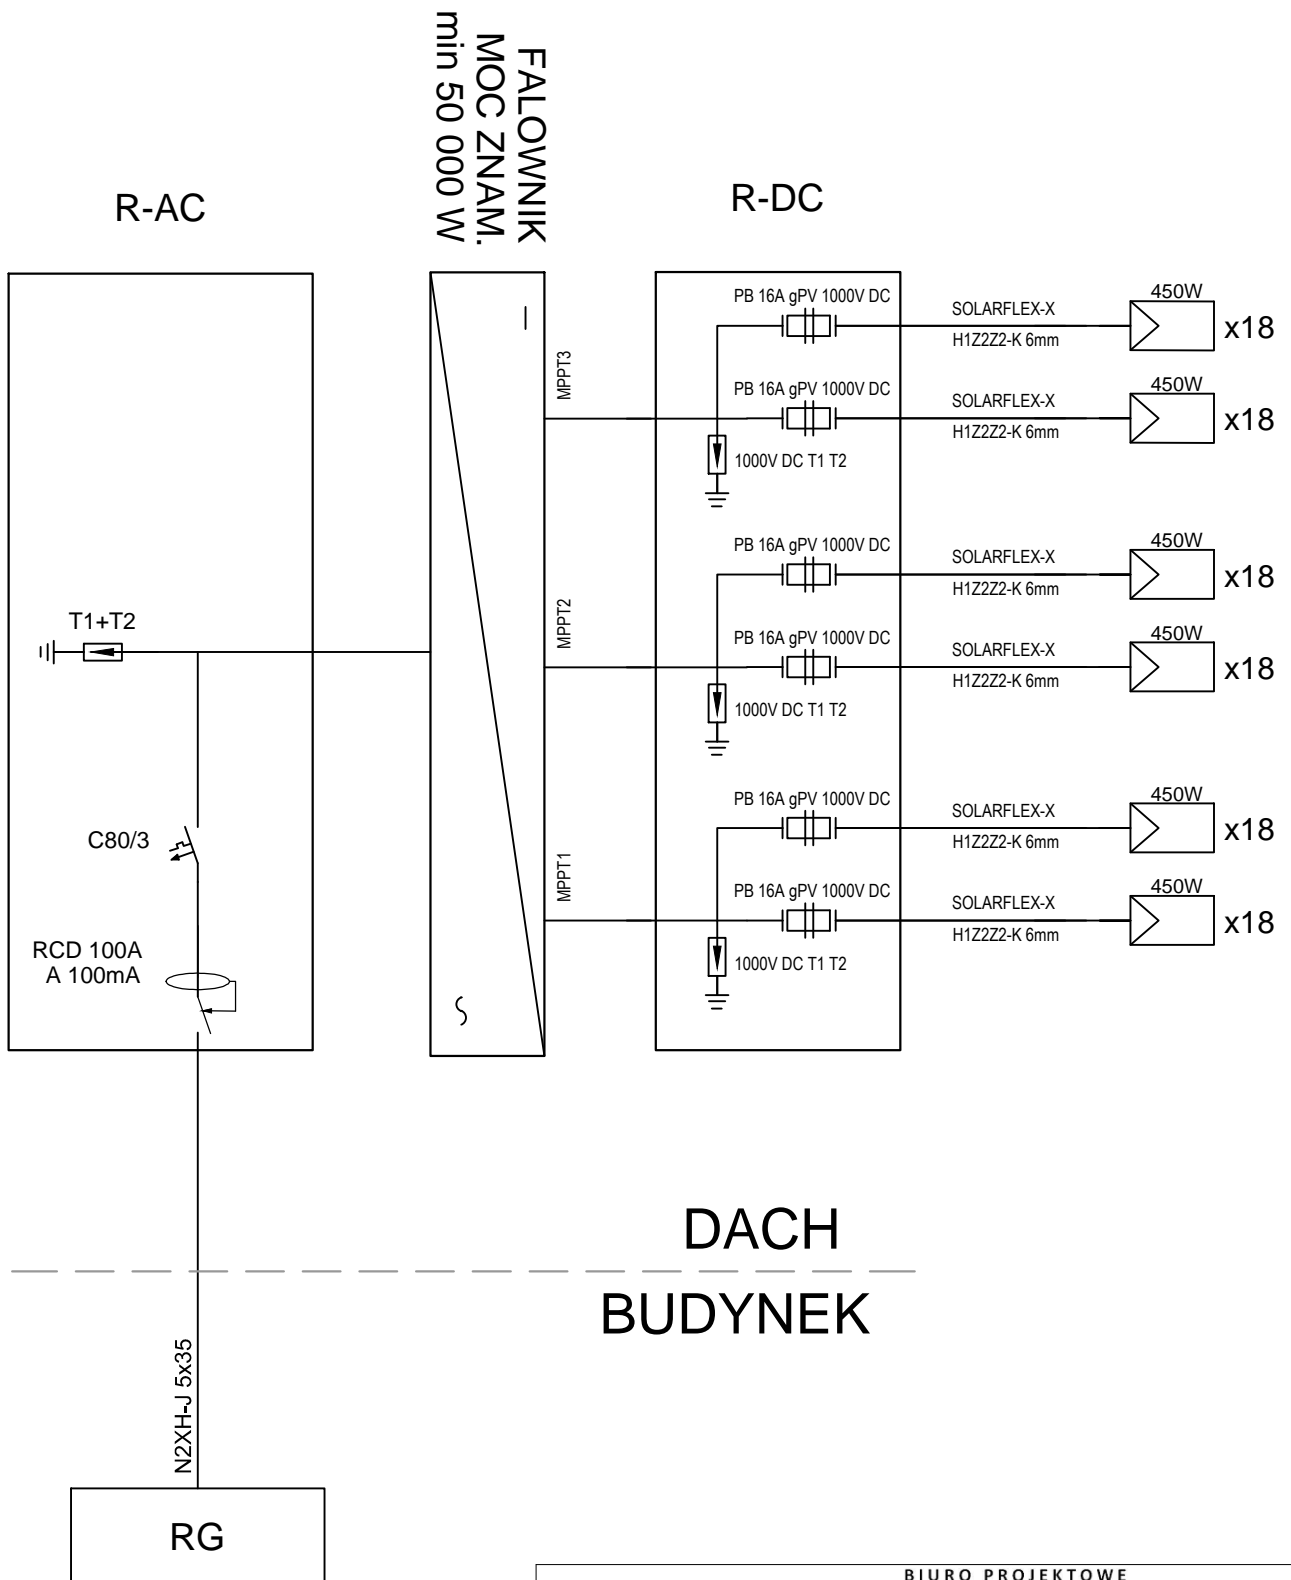 FALOWNIK
MOC ZNAM.
min 50 000 W
R-AC
R-DC
PB 16A gPV 1000V DC
SOLARFLEX-X
H1Z2Z2-K 6mm
450W
x18
MPPT3
PB 16A gPV 1000V DC
SOLARFLEX-X
H1Z2Z2-K 6mm
450W
x18
1000V DC T1 T2
PB 16A gPV 1000V DC
SOLARFLEX-X
H1Z2Z2-K 6mm
450W
x18
T1+T2
MPPT2
PB 16A gPV 1000V DC
SOLARFLEX-X
H1Z2Z2-K 6mm
450W
x18
1000V DC T1 T2
PB 16A gPV 1000V DC
SOLARFLEX-X
H1Z2Z2-K 6mm
450W
x18
C80/3
MPPT1
PB 16A gPV 1000V DC
SOLARFLEX-X
H1Z2Z2-K 6mm
450W
x18
1000V DC T1 T2
RCD 100A
A 100mA
DACH
BUDYNEK
N2XH-J 5x35
RG
BIURO PROJEKTOWE